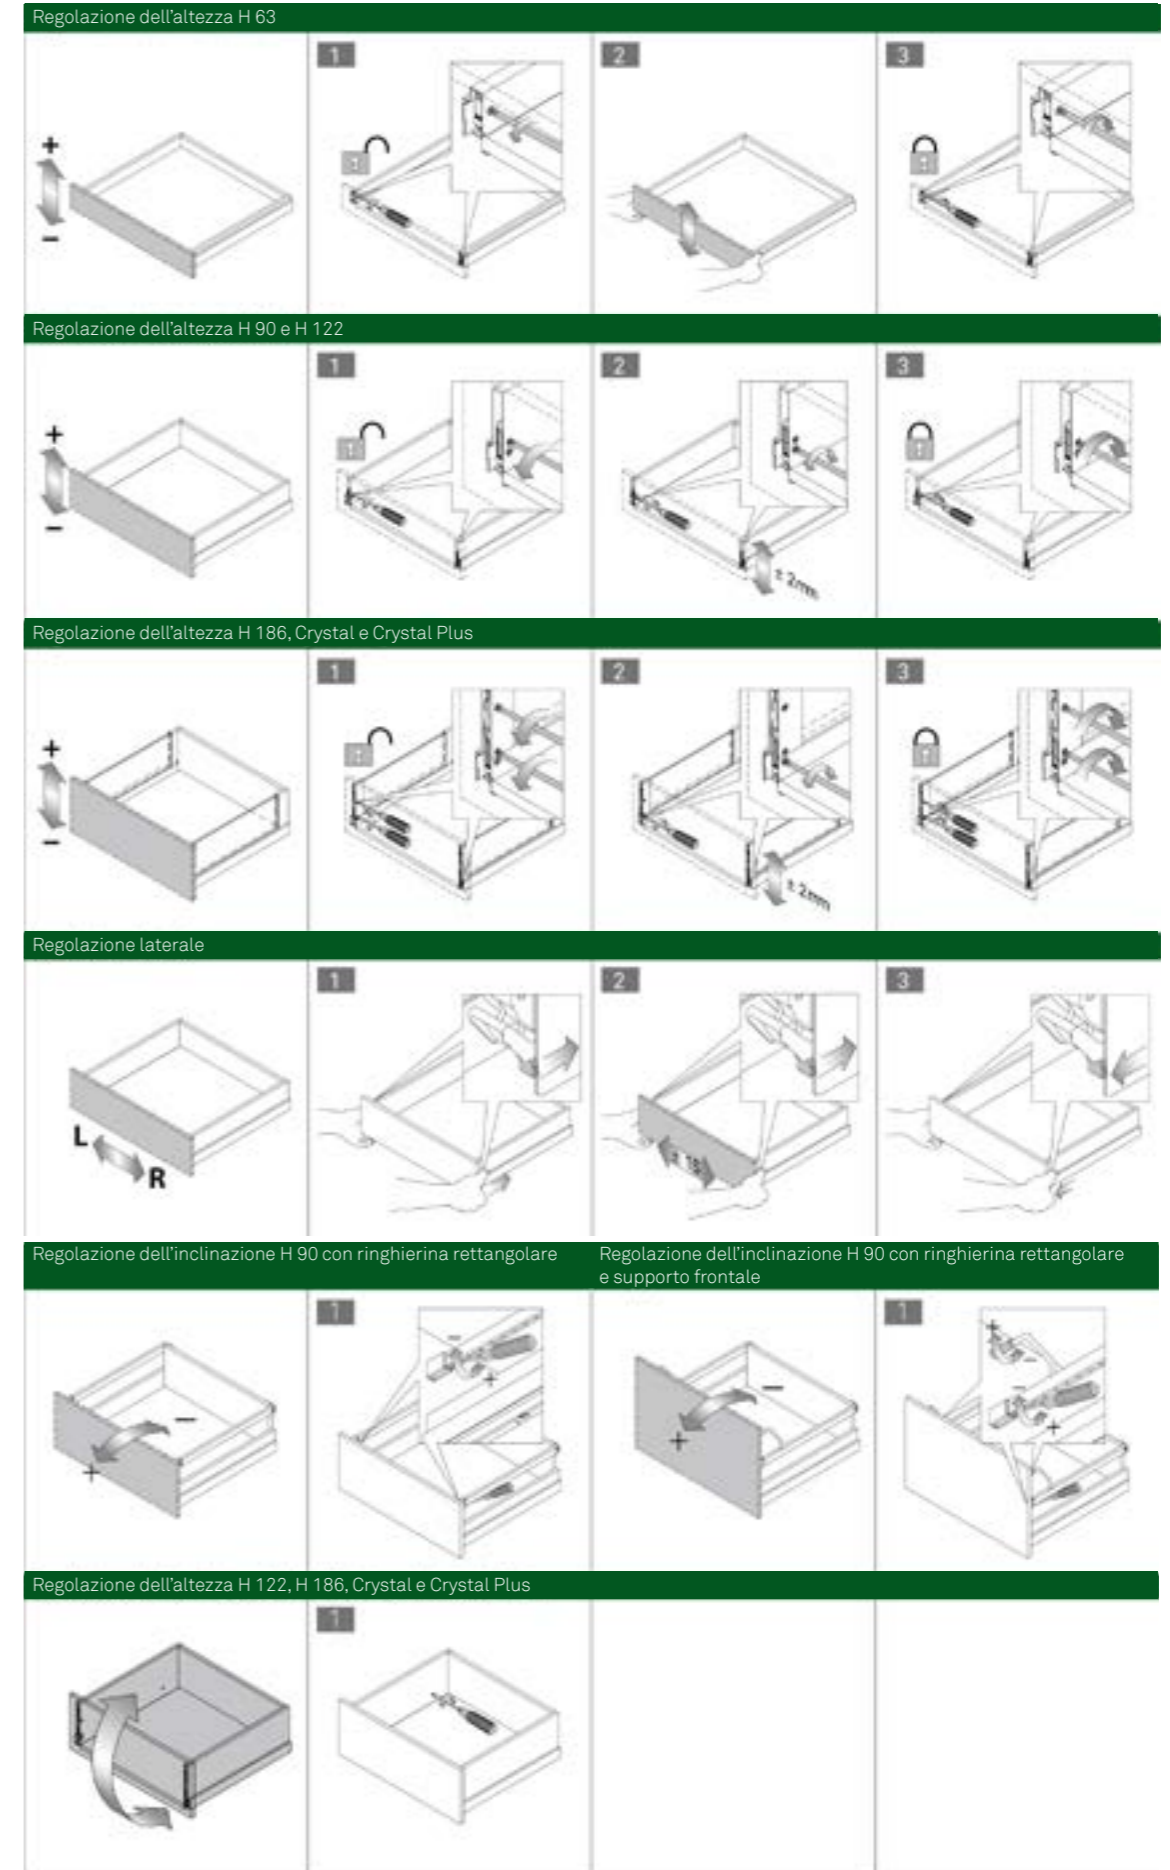 Regolazione dell'altezza H 63
1 2 3
+
−
Regolazione dell'altezza H 90 e H 122
1 2 3
+
−
± 2mm
Regolazione dell'altezza H 186, Crystal e Crystal Plus
1 2 3
+
−
± 2mm
Regolazione laterale
1 2 3
L
R
Regolazione dell'inclinazione H 90 con ringhierina rettangolare
Regolazione dell'inclinazione H 90 con ringhierina rettangolare
e supporto frontale
1 1
− +
− +
− +
+ −
− +
Regolazione dell'altezza H 122, H 186, Crystal e Crystal Plus
1